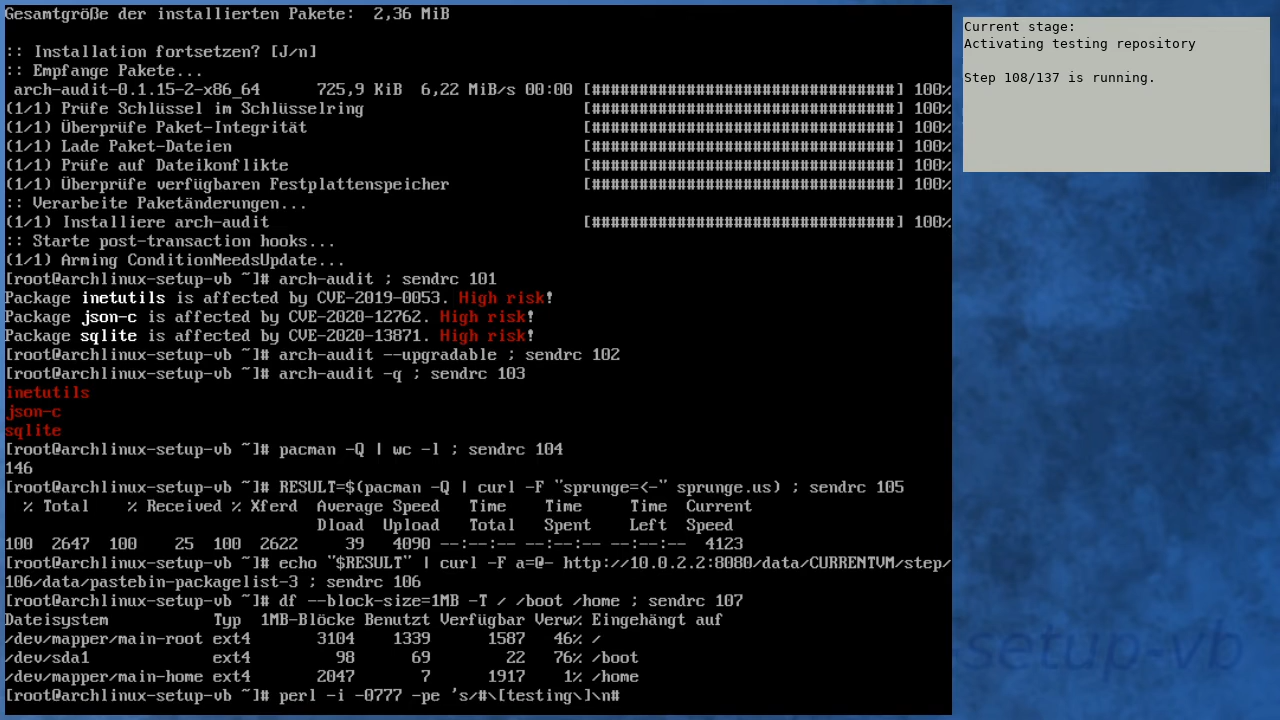 Gesamtgröße der installierten Pakete:  2,36 MiB
:: Installation fortsetzen? [J/n]
:: Empfange Pakete...
 arch-audit-0.1.15-2-x86_64      725,9 KiB  6,22 MiB/s 00:00 [################################] 100%
(1/1) Prüfe Schlüssel im Schlüsselring                       [################################] 100%
(1/1) Überprüfe Paket-Integrität                             [################################] 100%
(1/1) Lade Paket-Dateien                                     [################################] 100%
(1/1) Prüfe auf Dateikonflikte                               [################################] 100%
(1/1) Überprüfe verfügbaren Festplattenspeicher              [################################] 100%
:: Verarbeite Paketänderungen...
(1/1) Installiere arch-audit                                 [################################] 100%
:: Starte post-transaction hooks...
(1/1) Arming ConditionNeedsUpdate...
[root@archlinux-setup-vb ~]# arch-audit ; sendrc 101
Package inetutils is affected by CVE-2019-0053. High risk!
Package json-c is affected by CVE-2020-12762. High risk!
Package sqlite is affected by CVE-2020-13871. High risk!
[root@archlinux-setup-vb ~]# arch-audit --upgradable ; sendrc 102
[root@archlinux-setup-vb ~]# arch-audit -q ; sendrc 103
inetutils
json-c
sqlite
[root@archlinux-setup-vb ~]# pacman -Q | wc -l ; sendrc 104
146
[root@archlinux-setup-vb ~]# RESULT=$(pacman -Q | curl -F "sprunge=<-" sprunge.us) ; sendrc 105
  % Total    % Received % Xferd  Average Speed   Time    Time     Time  Current
                                 Dload  Upload   Total   Spent    Left  Speed
100  2647  100    25  100  2622     39   4090 --:--:-- --:--:-- --:--:--  4123
[root@archlinux-setup-vb ~]# echo "$RESULT" | curl -F a=@- http://10.0.2.2:8080/data/CURRENTVM/step/
106/data/pastebin-packagelist-3 ; sendrc 106
[root@archlinux-setup-vb ~]# df --block-size=1MB -T / /boot /home ; sendrc 107
Dateisystem           Typ  1MB-Blöcke Benutzt Verfügbar Verw% Eingehängt auf
/dev/mapper/main-root ext4       3104    1339      1587   46% /
/dev/sda1             ext4         98      69        22   76% /boot
/dev/mapper/main-home ext4       2047       7      1917    1% /home
[root@archlinux-setup-vb ~]# perl -i -0777 -pe 's/#\[testing\]\n#
Current stage:
Activating testing repository
Step 108/137 is running.
setup-vb